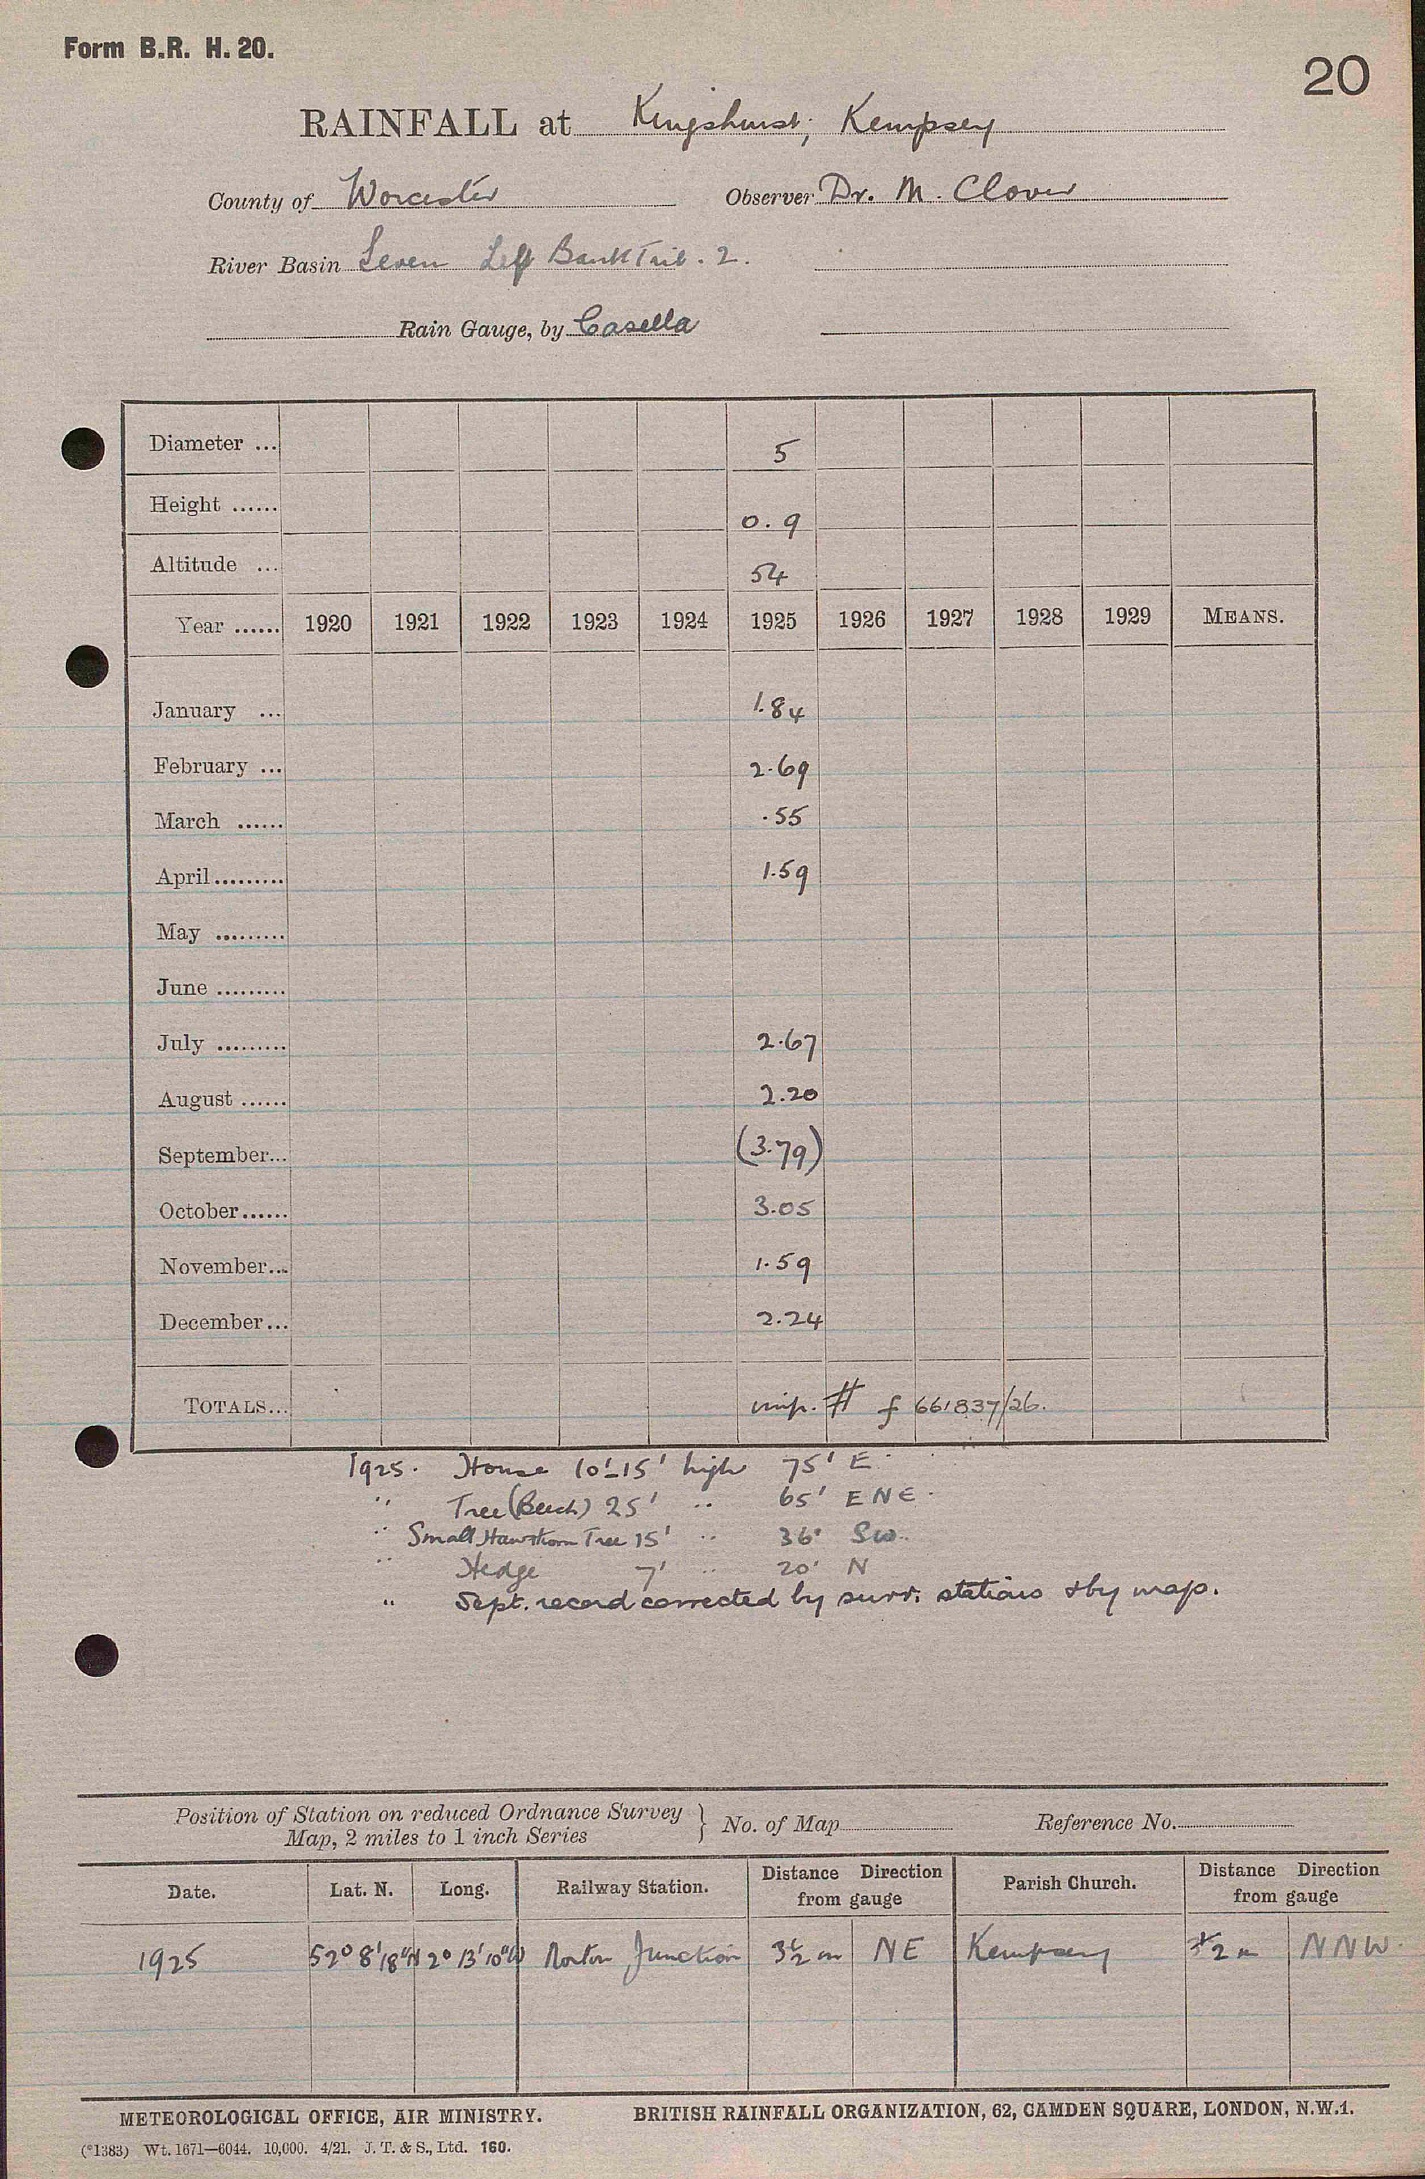 Form B.R. H. 20.
20
RAINFALL at Kingshurst, Kempsey
County of Worcester Observer Dr. M. Clover
River Basin Seven Left Bank Trib. 2.
Rain Gauge, by Casella
Diameter ... 5
Height ...... 0.9
Altitude ... 54
Year ...... 1920 1921 1922 1923 1924 1925 1926 1927 1928 1929 MEANS.
January ... 1.84
February ... 2.69
March ...... .55
April......... 1.59
May .........
June .........
July ......... 2.67
August ...... 2.20
September... (3.79)
October...... 3.05
November... 1.59
December... 2.24
TOTALS... # f 661837/26.
1925. House 10'-15' high 75' E.
" Tree (Beech) 25' " 65' ENE.
" Small Hawthorn Tree 15' " 36' SW.
" Hedge 7' " 20' N
" Sept. record corrected by surr. stations & by map.
Position of Station on reduced Ordnance Survey } No. of Map Reference No.
Map, 2 miles to 1 inch Series
Date. Lat. N. Long. Railway Station. Distance Direction from gauge Parish Church. Distance Direction from gauge
1925 52° 8' 18" N 2° 13' 10" W Norton Junction 3½ m NE Kempsey ½ m NNW.
METEOROLOGICAL OFFICE, AIR MINISTRY. BRITISH RAINFALL ORGANIZATION, 62, CAMDEN SQUARE, LONDON, N.W.1.
(*1383) Wt. 1671—6044. 10,000. 4/21. J. T. & S., Ltd. 160.